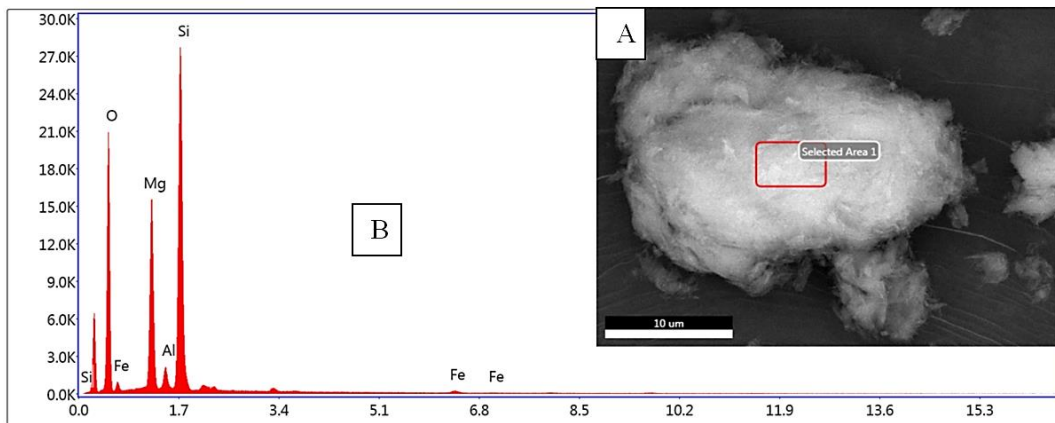 30.0K
27.0K
24.0K
21.0K
18.0K
15.0K
12.0K
9.0K
6.0K
3.0K
0.0K
Si
O
Mg
Al
Si
Fe
Fe
Fe
B
0.0 1.7 3.4 5.1 6.8 8.5 10.2 11.9 13.6 15.3
A
Selected Area 1
10 um